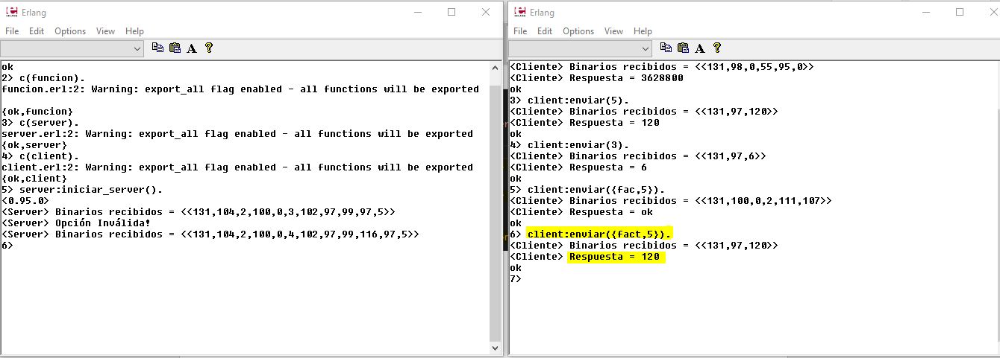 Erlang
File Edit Options View Help
ok
2> c(funcion).
funcion.erl:2: Warning: export_all flag enabled - all functions will be exported
{ok,funcion}
3> c(server).
server.erl:2: Warning: export_all flag enabled - all functions will be exported
{ok,server}
4> c(client).
client.erl:2: Warning: export_all flag enabled - all functions will be exported
{ok,client}
5> server:iniciar_server().
<0.95.0>
<Server> Binarios recibidos = <<131,104,2,100,0,3,102,97,99,97,5>>
<Server> Opción Inválida!
<Server> Binarios recibidos = <<131,104,2,100,0,4,102,97,99,116,97,5>>
6>
Erlang
File Edit Options View Help
<Cliente> Binarios recibidos = <<131,98,0,55,95,0>>
<Cliente> Respuesta = 3628800
ok
3> client:enviar(5).
<Cliente> Binarios recibidos = <<131,97,120>>
<Cliente> Respuesta = 120
ok
4> client:enviar(3).
<Cliente> Binarios recibidos = <<131,97,6>>
<Cliente> Respuesta = 6
ok
5> client:enviar({fac,5}).
<Cliente> Binarios recibidos = <<131,100,0,2,111,107>>
<Cliente> Respuesta = ok
ok
6> client:enviar({fact,5}).
<Cliente> Binarios recibidos = <<131,97,120>>
<Cliente> Respuesta = 120
ok
7>